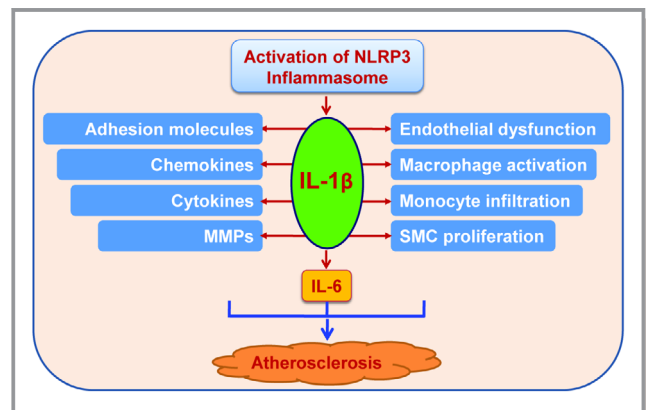 Activation of NLRP3
Inflammasome
Adhesion molecules
Endothelial dysfunction
Chemokines
Macrophage activation
IL-1β
Cytokines
Monocyte infiltration
MMPs
SMC proliferation
IL-6
Atherosclerosis